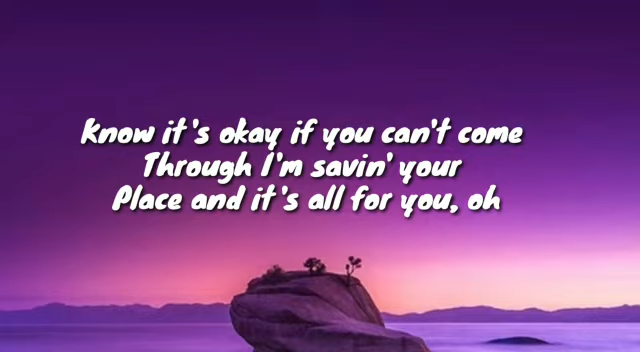 Know it's okay if you can't come
Through I'm savin' your
Place and it's all for you, oh